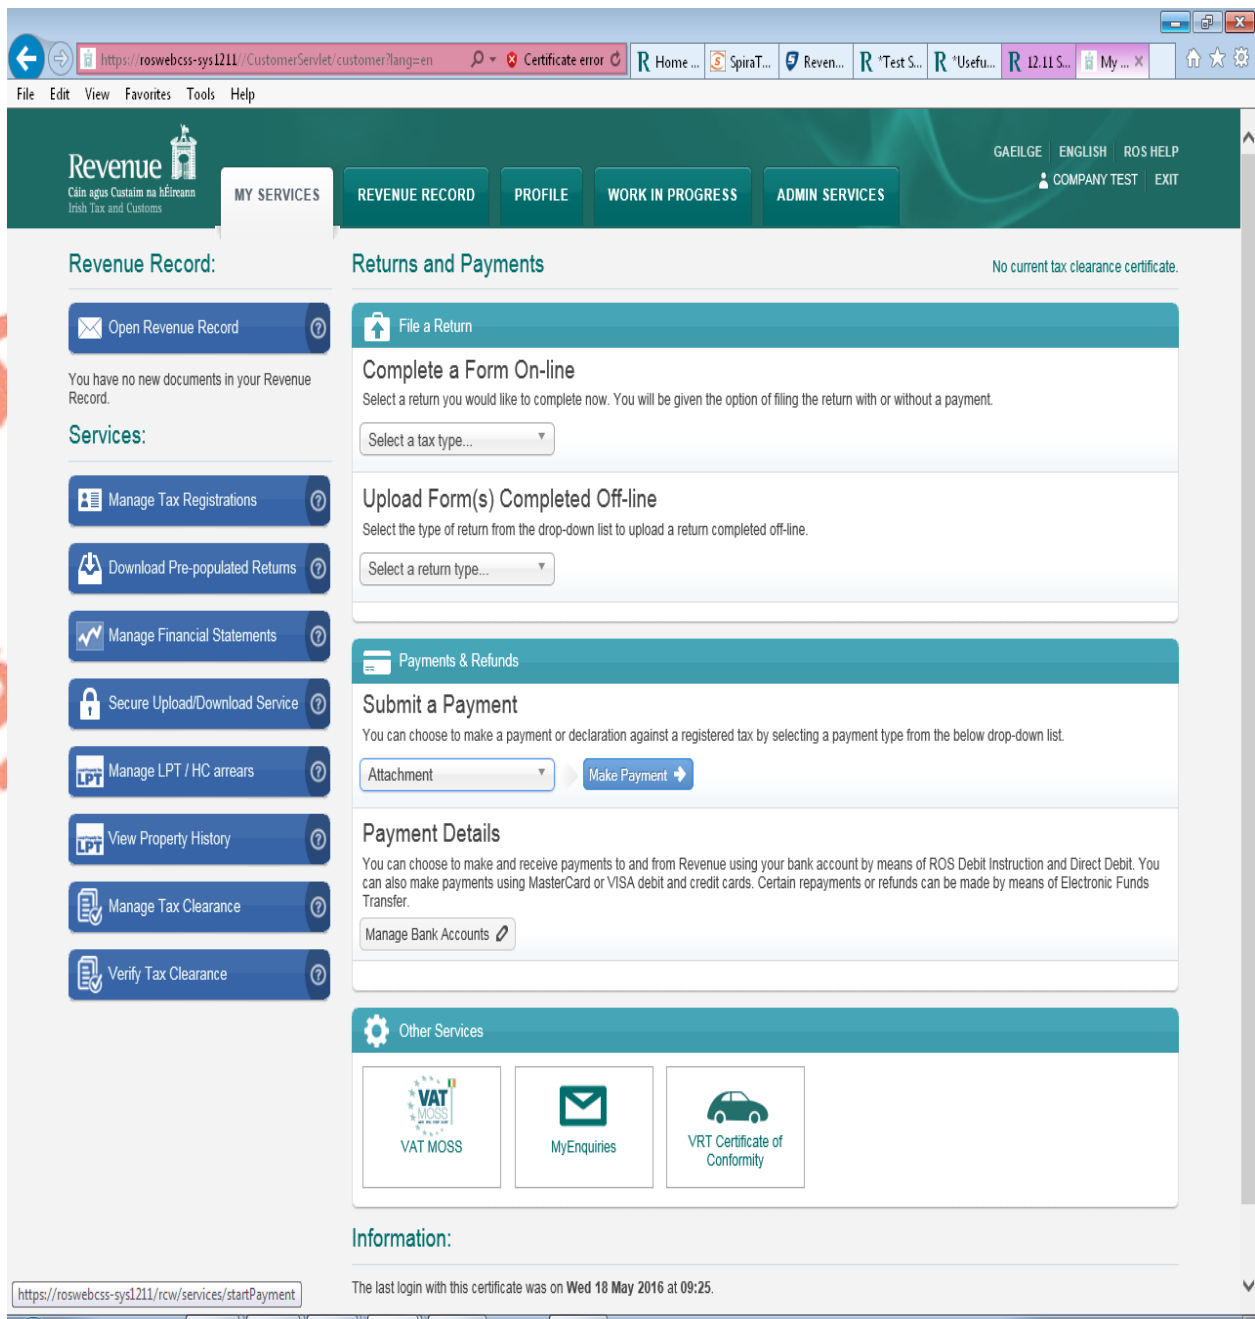 https://roswebcss-sys1211//CustomerServlet/customer?lang=en
Certificate error
Home ...
SpiraT...
Reven...
*Test S...
*Usefu...
12.11 S...
My ...
File Edit View Favorites Tools Help
Revenue
Cáin agus Custaim na hÉireann
Irish Tax and Customs
MY SERVICES
REVENUE RECORD
PROFILE
WORK IN PROGRESS
ADMIN SERVICES
GAEILGE ENGLISH ROS HELP
COMPANY TEST EXIT
Revenue Record:
Open Revenue Record
You have no new documents in your Revenue
Record.
Services:
Manage Tax Registrations
Download Pre-populated Returns
Manage Financial Statements
Secure Upload/Download Service
LPT
Manage LPT / HC arrears
LPT
View Property History
Manage Tax Clearance
Verify Tax Clearance
Returns and Payments
No current tax clearance certificate.
File a Return
Complete a Form On-line
Select a return you would like to complete now. You will be given the option of filing the return with or without a payment.
Select a tax type...
Upload Form(s) Completed Off-line
Select the type of return from the drop-down list to upload a return completed off-line.
Select a return type...
Payments & Refunds
Submit a Payment
You can choose to make a payment or declaration against a registered tax by selecting a payment type from the below drop-down list.
Attachment
Make Payment
Payment Details
You can choose to make and receive payments to and from Revenue using your bank account by means of ROS Debit Instruction and Direct Debit. You
can also make payments using MasterCard or VISA debit and credit cards. Certain repayments or refunds can be made by means of Electronic Funds
Transfer.
Manage Bank Accounts
Other Services
VAT
MOSS
VAT MOSS
MyEnquiries
VRT Certificate of
Conformity
Information:
The last login with this certificate was on Wed 18 May 2016 at 09:25.
https://roswebcss-sys1211/rcw/services/startPayment